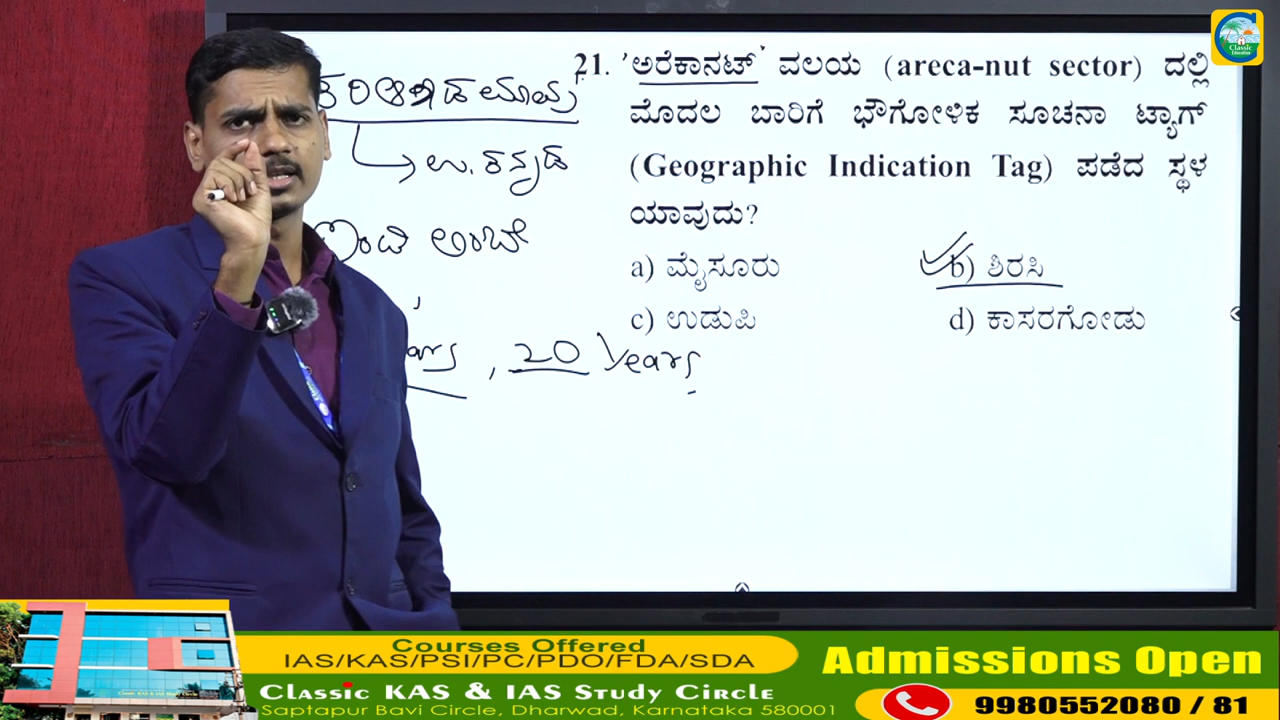 21. 'ಅರೆಕಾನಟ್' ವಲಯ (areca-nut sector) ದಲ್ಲಿ
ಮೊದಲ ಬಾರಿಗೆ ಭೌಗೋಳಿಕ ಸೂಚನಾ ಟ್ಯಾಗ್
(Geographic Indication Tag) ಪಡೆದ ಸ್ಥಳ
ಯಾವುದು?
a) ಮೈಸೂರು
b) ಶಿರಸಿ
c) ಉಡುಪಿ
d) ಕಾಸರಗೋಡು
ಉ. ಕನ್ನಡ
, 20 Years
Classic
Education
Courses Offered
IAS/KAS/PSI/PC/PDO/FDA/SDA
Classic KAS & IAS Study Circle
Saptapur Bavi Circle, Dharwad, Karnataka 580001
Admissions Open
9980552080 / 81